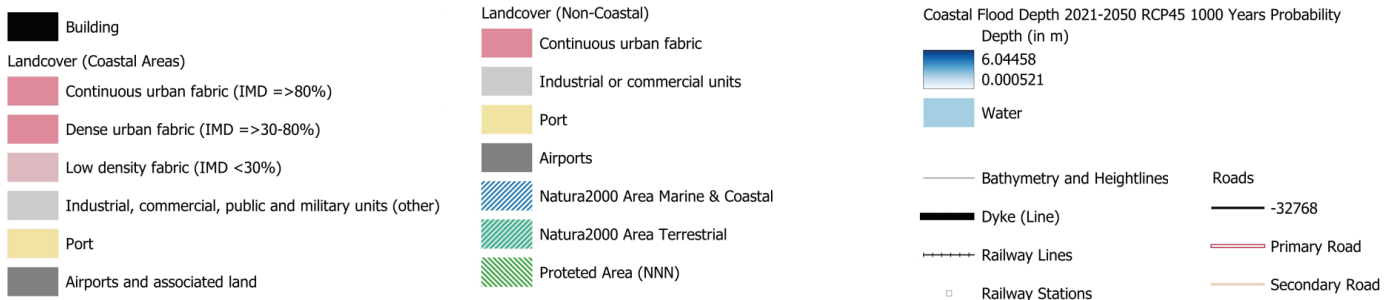 Building
Landcover (Coastal Areas)
Continuous urban fabric (IMD =>80%)
Dense urban fabric (IMD =>30-80%)
Low density fabric (IMD <30%)
Industrial, commercial, public and military units (other)
Port
Airports and associated land
Landcover (Non-Coastal)
Continuous urban fabric
Industrial or commercial units
Port
Airports
Natura2000 Area Marine & Coastal
Natura2000 Area Terrestrial
Proteted Area (NNN)
Coastal Flood Depth 2021-2050 RCP45 1000 Years Probability
Depth (in m)
6.04458
0.000521
Water
Bathymetry and Heightlines
Dyke (Line)
Railway Lines
Railway Stations
Roads
-32768
Primary Road
Secondary Road